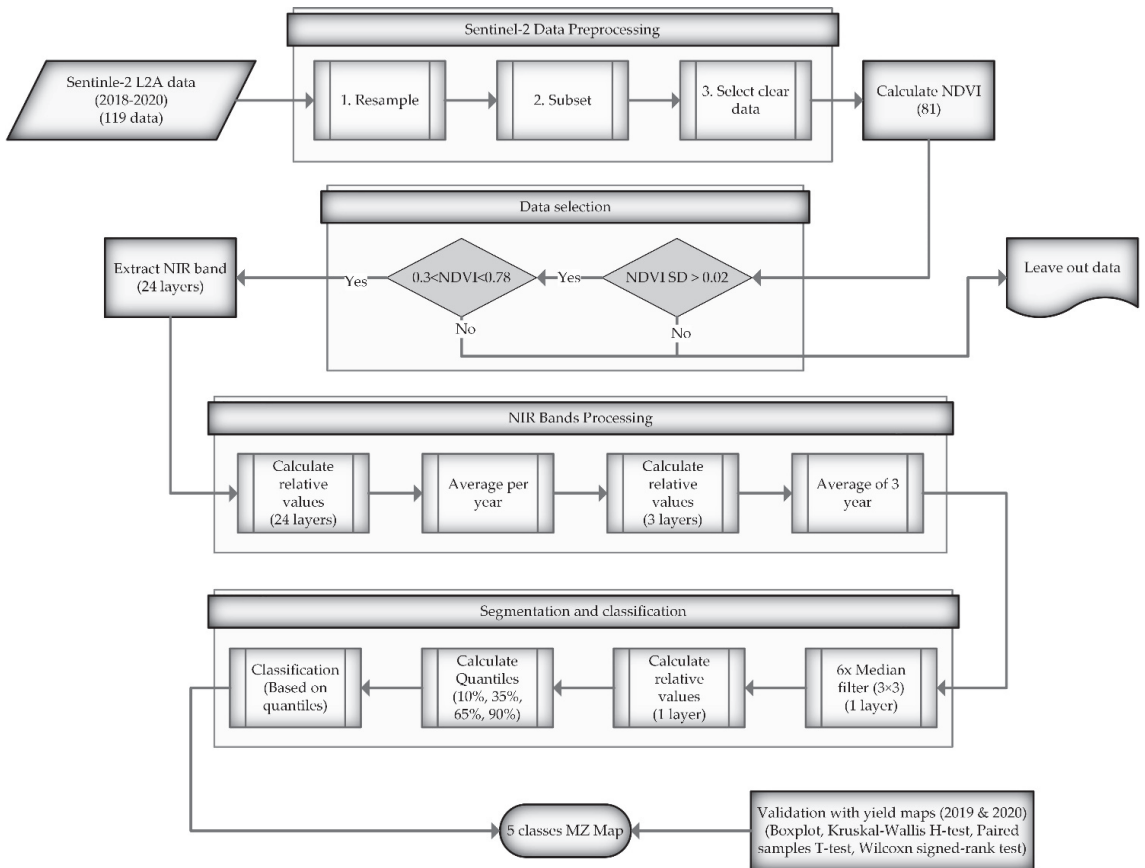 Sentinel-2 Data Preprocessing
Sentinle-2 L2A data
(2018-2020)
(119 data)
1. Resample
2. Subset
3. Select clear
data
Calculate NDVI
(81)
Data selection
Extract NIR band
(24 layers)
Yes
0.3<NDVI<0.78
Yes
NDVI SD > 0.02
Leave out data
No
No
NIR Bands Processing
Calculate
relative
values
(24 layers)
Average per
year
Calculate
relative
values
(3 layers)
Average of 3
year
Segmentation and classification
Classification
(Based on
quantiles)
Calculate
Quantiles
(10%, 35%,
65%, 90%)
Calculate
relative
values
(1 layer)
6x Median
filter (3×3)
(1 layer)
5 classes MZ Map
Validation with yield maps (2019 & 2020)
(Boxplot, Kruskal-Wallis H-test, Paired
samples T-test, Wilcoxn signed-rank test)